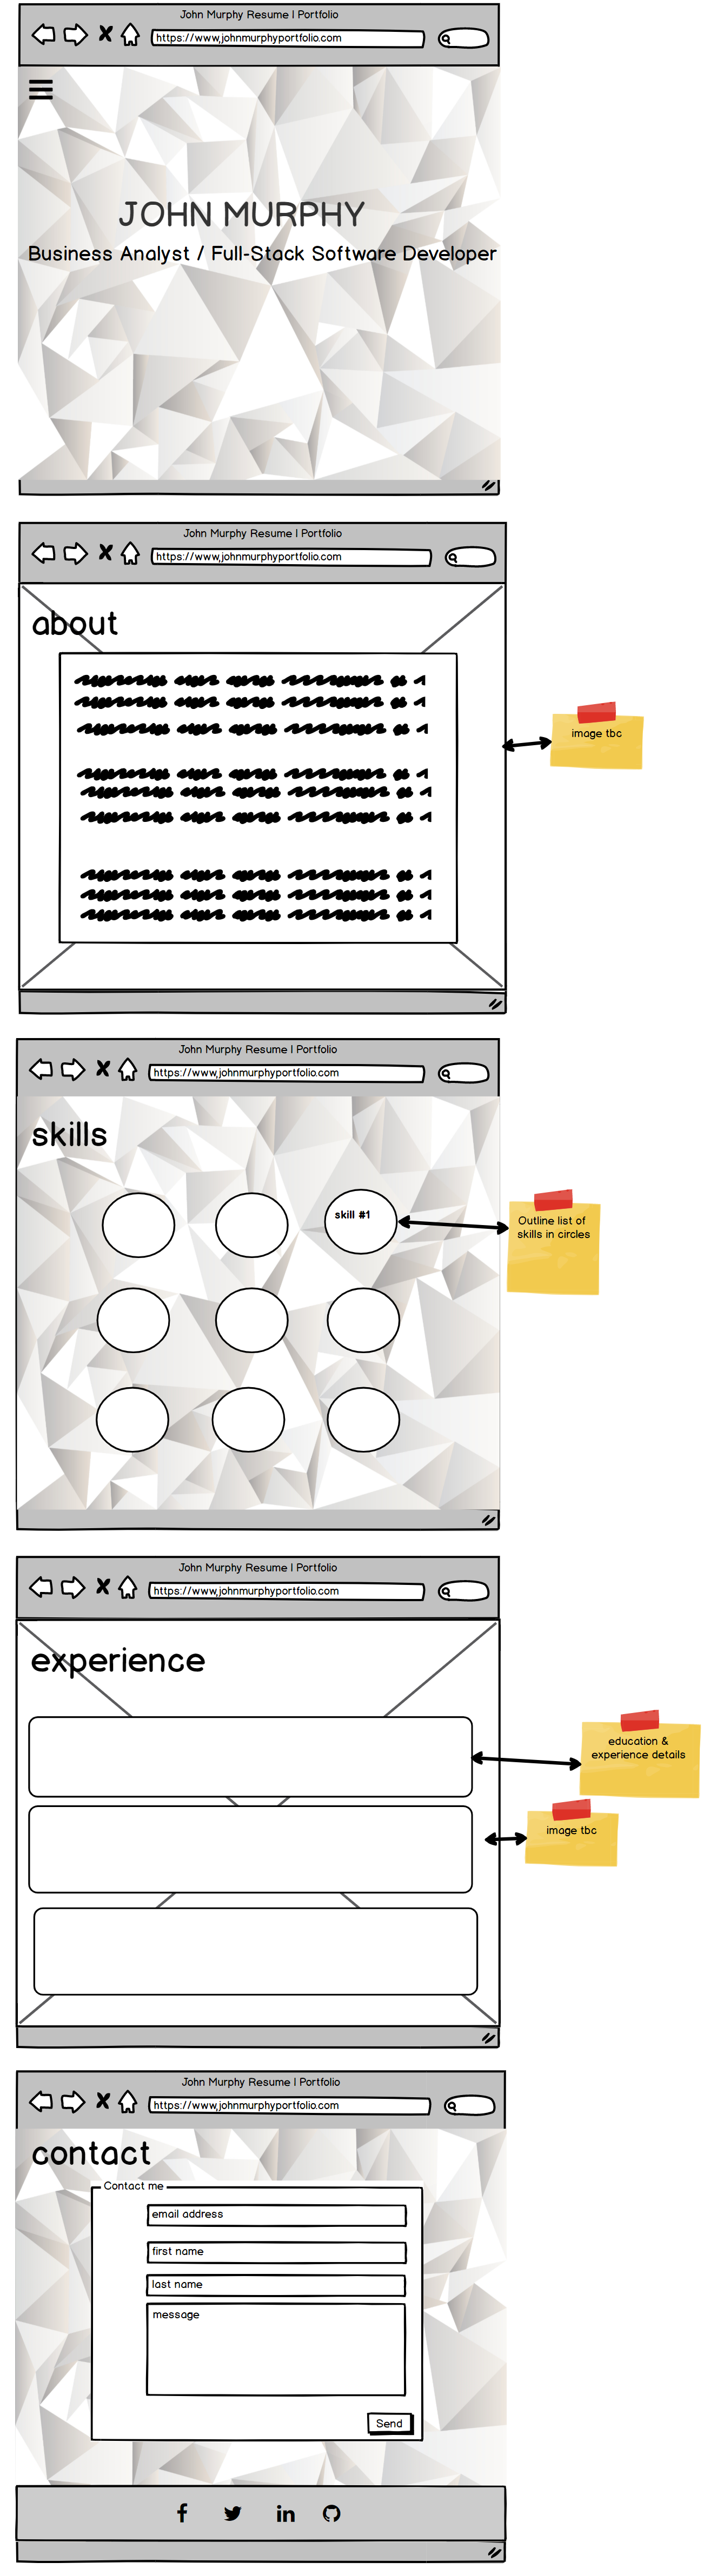 John Murphy Resume | Portfolio
https://www.johnmurphyportfolio.com
JOHN MURPHY
Business Analyst / Full-Stack Software Developer
John Murphy Resume | Portfolio
https://www.johnmurphyportfolio.com
about
image tbc
John Murphy Resume | Portfolio
https://www.johnmurphyportfolio.com
skills
skill #1
Outline list of
skills in circles
John Murphy Resume | Portfolio
https://www.johnmurphyportfolio.com
experience
education &
experience details
image tbc
John Murphy Resume | Portfolio
https://www.johnmurphyportfolio.com
contact
Contact me
email address
first name
last name
message
Send